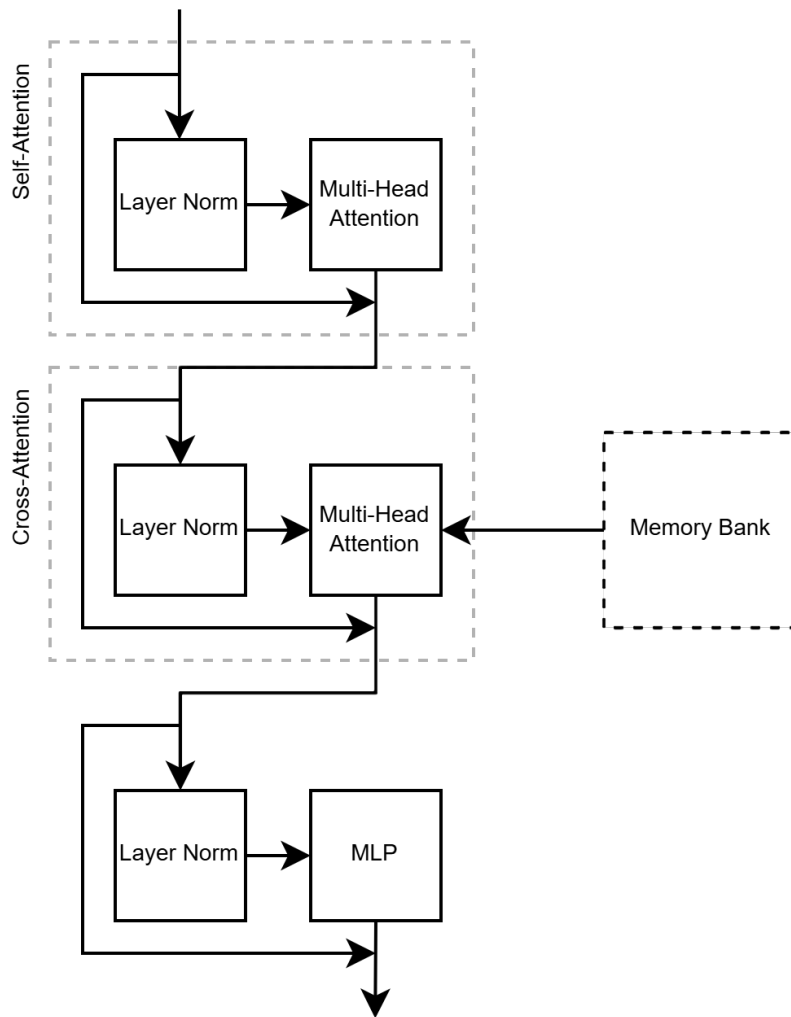 Self-Attention
Layer Norm
Multi-Head
Attention
Cross-Attention
Layer Norm
Multi-Head
Attention
Memory Bank
Layer Norm
MLP